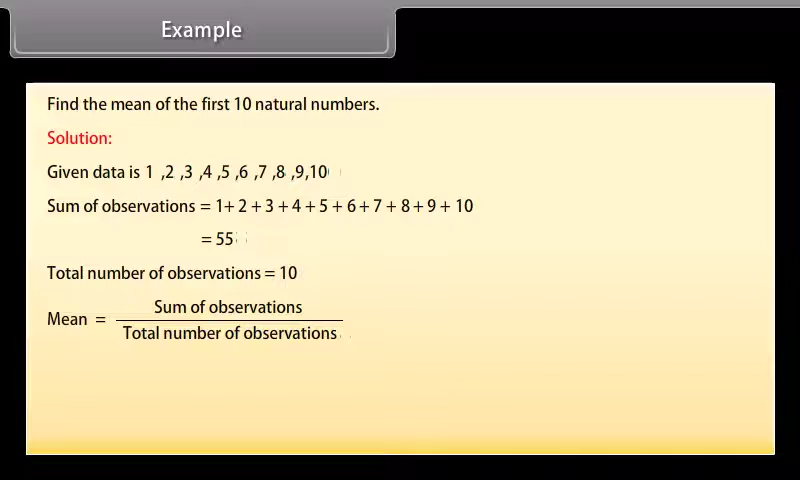 Example
Find the mean of the first 10 natural numbers.
Solution:
Given data is 1 ,2 ,3 ,4 ,5 ,6 ,7 ,8 ,9,10
Sum of observations = 1+ 2 + 3 + 4 + 5 + 6 + 7 + 8 + 9 + 10
= 55
Total number of observations = 10
Mean = Sum of observations
Total number of observations